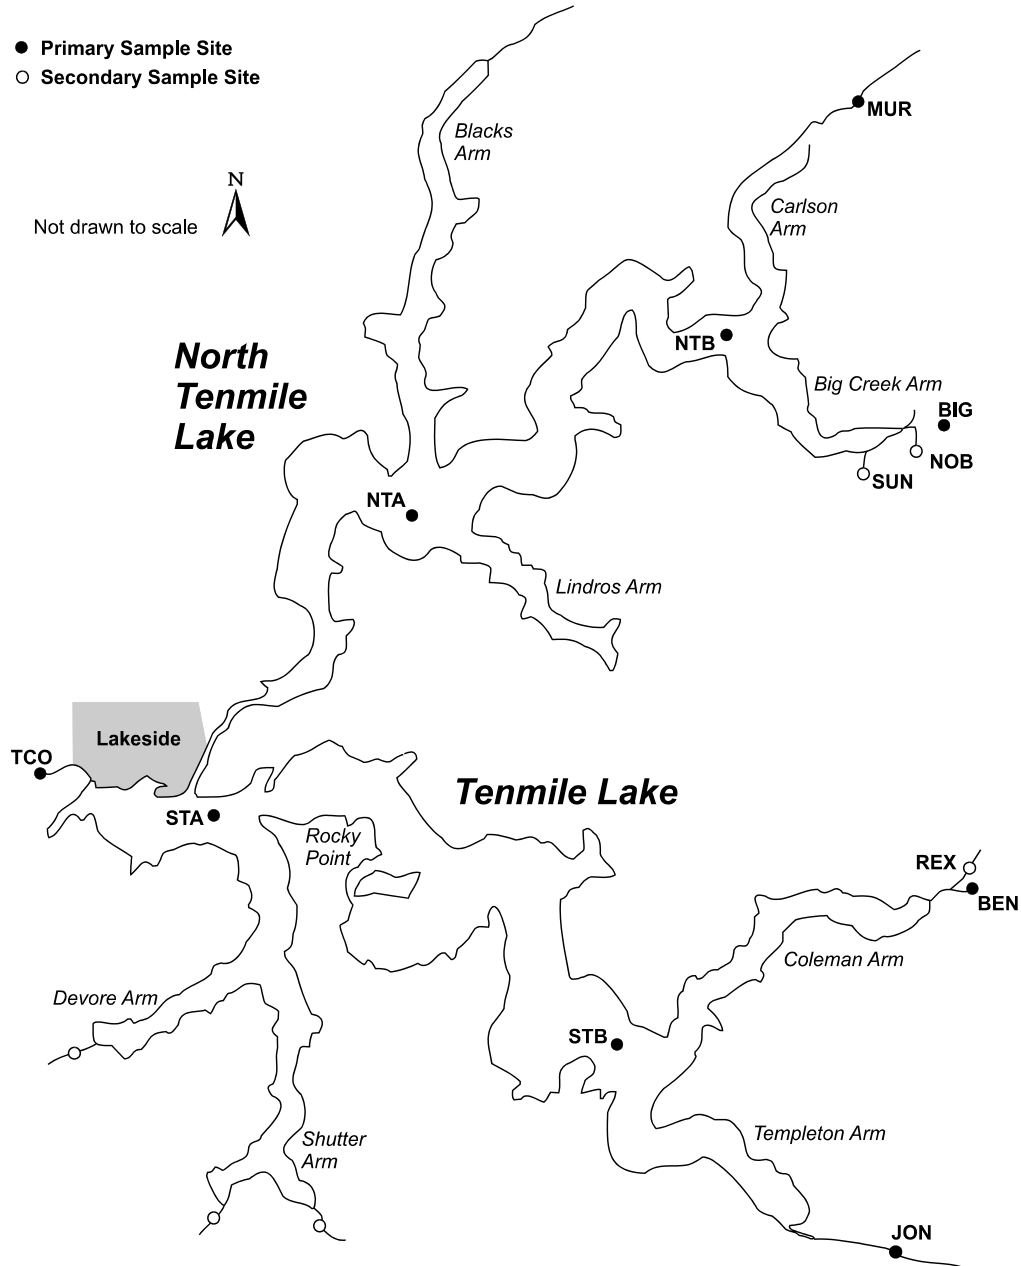 Primary Sample Site
Secondary Sample Site
N
Not drawn to scale
Blacks
Arm
MUR
Carlson
Arm
North
Tenmile
Lake
NTB
Big Creek Arm
BIG
NOB
SUN
NTA
Lindros Arm
Lakeside
TCO
STA
Tenmile Lake
Rocky
Point
REX
BEN
Coleman Arm
Devore Arm
STB
Shutter
Arm
Templeton Arm
JON